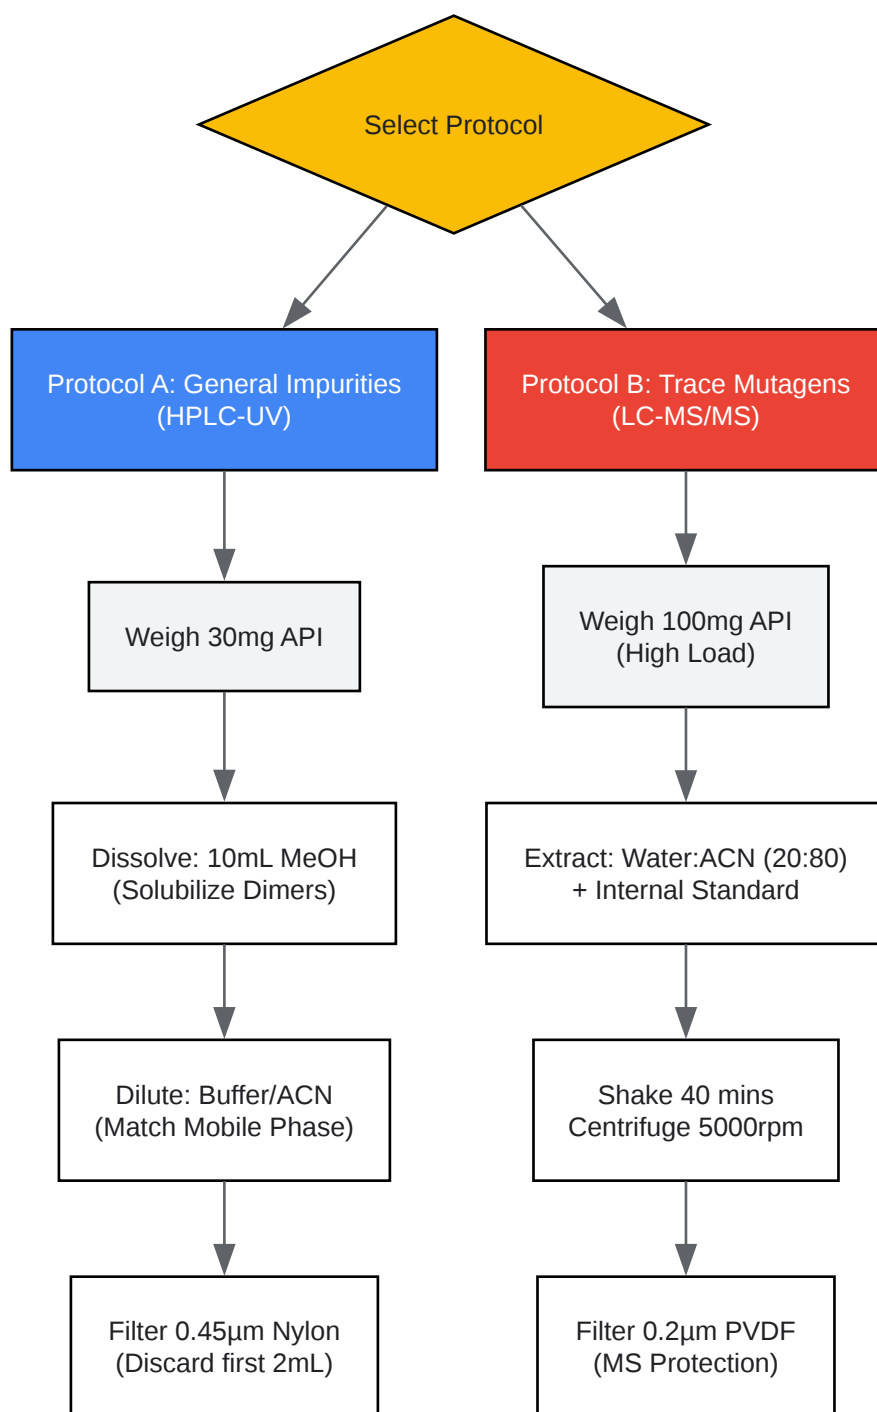 Select Protocol
Protocol A: General Impurities
(HPLC-UV)
Protocol B: Trace Mutagens
(LC-MS/MS)
Weigh 30mg API
Weigh 100mg API
(High Load)
Dissolve: 10mL MeOH
(Solubilize Dimers)
Extract: Water:ACN (20:80)
+ Internal Standard
Dilute: Buffer/ACN
(Match Mobile Phase)
Shake 40 mins
Centrifuge 5000rpm
Filter 0.45µm Nylon
(Discard first 2mL)
Filter 0.2µm PVDF
(MS Protection)